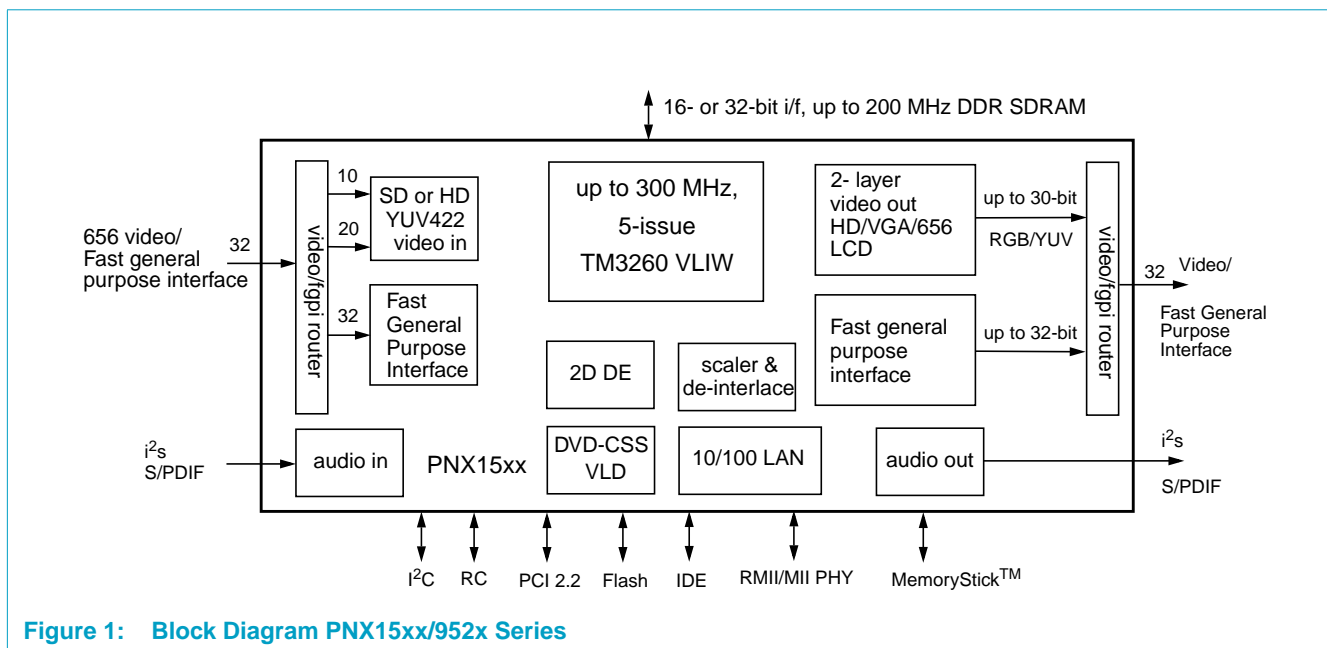 16- or 32-bit i/f, up to 200 MHz DDR SDRAM
656 video/
Fast general
purpose interface
32
video/fgpi router
10
20
SD or HD
YUV422
video in
32
Fast
General
Purpose
Interface
up to 300 MHz,
5-issue
TM3260 VLIW
2- layer
video out
HD/VGA/656
LCD
up to 30-bit
RGB/YUV
Fast general
purpose
interface
up to 32-bit
video/fgpi router
32
Video/
Fast General
Purpose
Interface
2D DE
scaler &
de-interlace
i²s
S/PDIF
audio in
PNX15xx
DVD-CSS
VLD
10/100 LAN
audio out
i²s
S/PDIF
I²C
RC
PCI 2.2
Flash
IDE
RMII/MII PHY
MemoryStick™
Figure 1: Block Diagram PNX15xx/952x Series